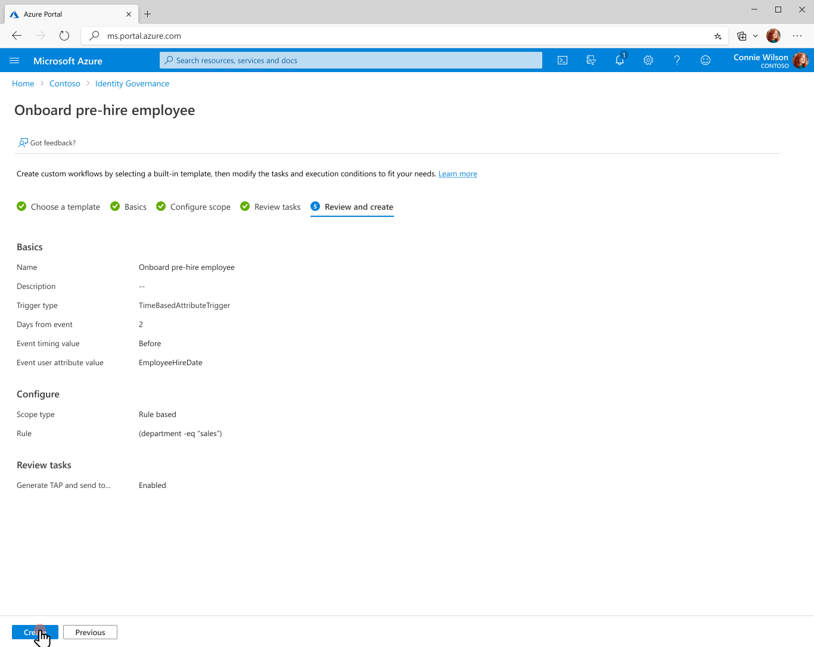 Azure Portal
ms.portal.azure.com
Microsoft Azure
Search resources, services and docs
1
Connie Wilson
CONTOSO
Home > Contoso > Identity Governance
Onboard pre-hire employee
Got feedback?
Create custom workflows by selecting a built-in template, then modify the tasks and execution conditions to fit your needs. Learn more
Choose a template Basics Configure scope Review tasks 5 Review and create
Basics
Name Onboard pre-hire employee
Description --
Trigger type TimeBasedAttributeTrigger
Days from event 2
Event timing value Before
Event user attribute value EmployeeHireDate
Configure
Scope type Rule based
Rule (department -eq "sales")
Review tasks
Generate TAP and send to... Enabled
Previous